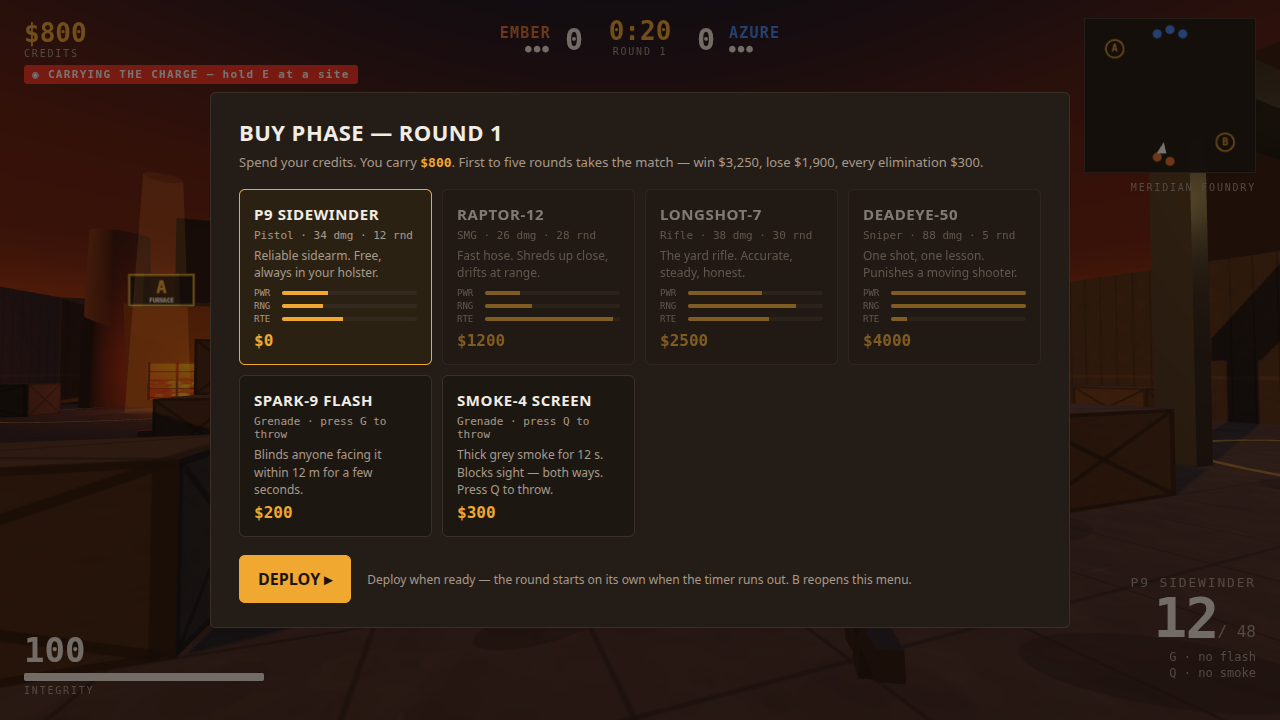 $800
CREDITS
◉ CARRYING THE CHARGE — hold E at a site
EMBER 0 0:20 0 AZURE
ROUND 1
A
B
MERIDIAN FOUNDRY
A
FURNACE
BUY PHASE — ROUND 1
Spend your credits. You carry $800. First to five rounds takes the match — win $3,250, lose $1,900, every elimination $300.
P9 SIDEWINDER
Pistol · 34 dmg · 12 rnd
Reliable sidearm. Free,
always in your holster.
PWR
RNG
RTE
$0
RAPTOR-12
SMG · 26 dmg · 28 rnd
Fast hose. Shreds up close,
drifts at range.
PWR
RNG
RTE
$1200
LONGSHOT-7
Rifle · 38 dmg · 30 rnd
The yard rifle. Accurate,
steady, honest.
PWR
RNG
RTE
$2500
DEADEYE-50
Sniper · 88 dmg · 5 rnd
One shot, one lesson.
Punishes a moving shooter.
PWR
RNG
RTE
$4000
SPARK-9 FLASH
Grenade · press G to
throw
Blinds anyone facing it
within 12 m for a few
seconds.
$200
SMOKE-4 SCREEN
Grenade · press Q to
throw
Thick grey smoke for 12 s.
Blocks sight — both ways.
Press Q to throw.
$300
DEPLOY ▸
Deploy when ready — the round starts on its own when the timer runs out. B reopens this menu.
100
INTEGRITY
P9 SIDEWINDER
12 / 48
G · no flash
Q · no smoke